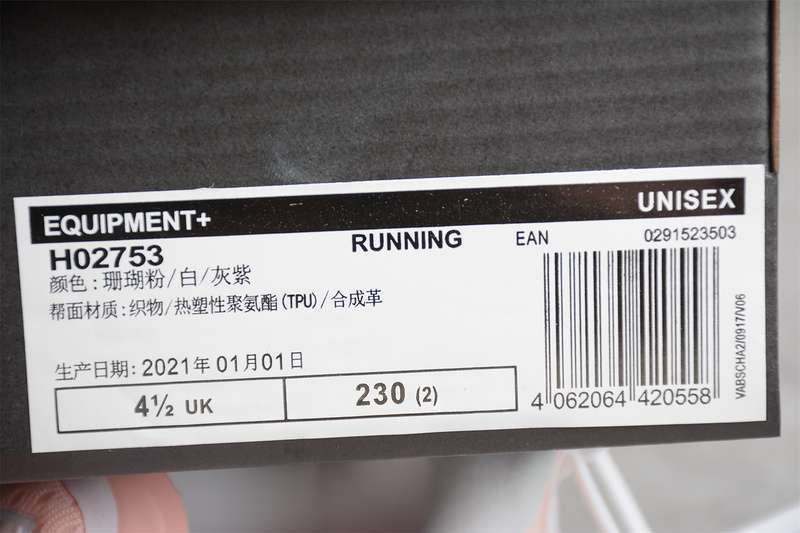 EQUIPMENT+ UNISEX
H02753 RUNNING EAN 0291523503
颜色:珊瑚粉/白/灰紫
帮面材质:织物/热塑性聚氨酯(TPU)/合成革
生产日期:2021年01月01日
4½ UK 230 (2)
4 062064 420558
VABSCHA2/0917/V06